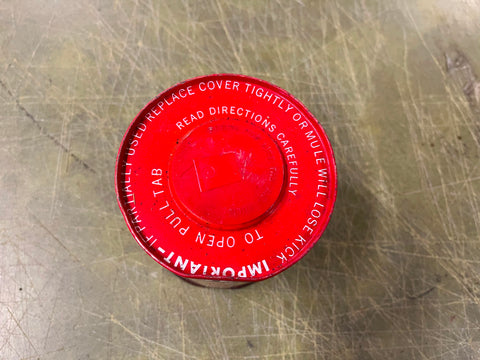 IMPORTANT - IF PARTIALLY USED REPLACE COVER TIGHTLY OR MULE WILL LOSE KICK
READ DIRECTIONS CAREFULLY
TO OPEN PULL TAB